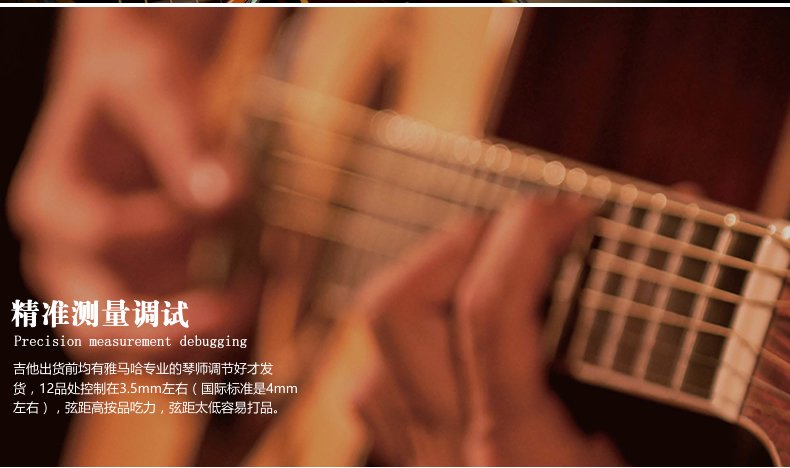 精准测量调试
Precision measurement debugging
吉他出货前均有雅马哈专业的琴师调节好才发
货，12品处控制在3.5mm左右（国际标准是4mm
左右），弦距高按品吃力，弦距太低容易打品。